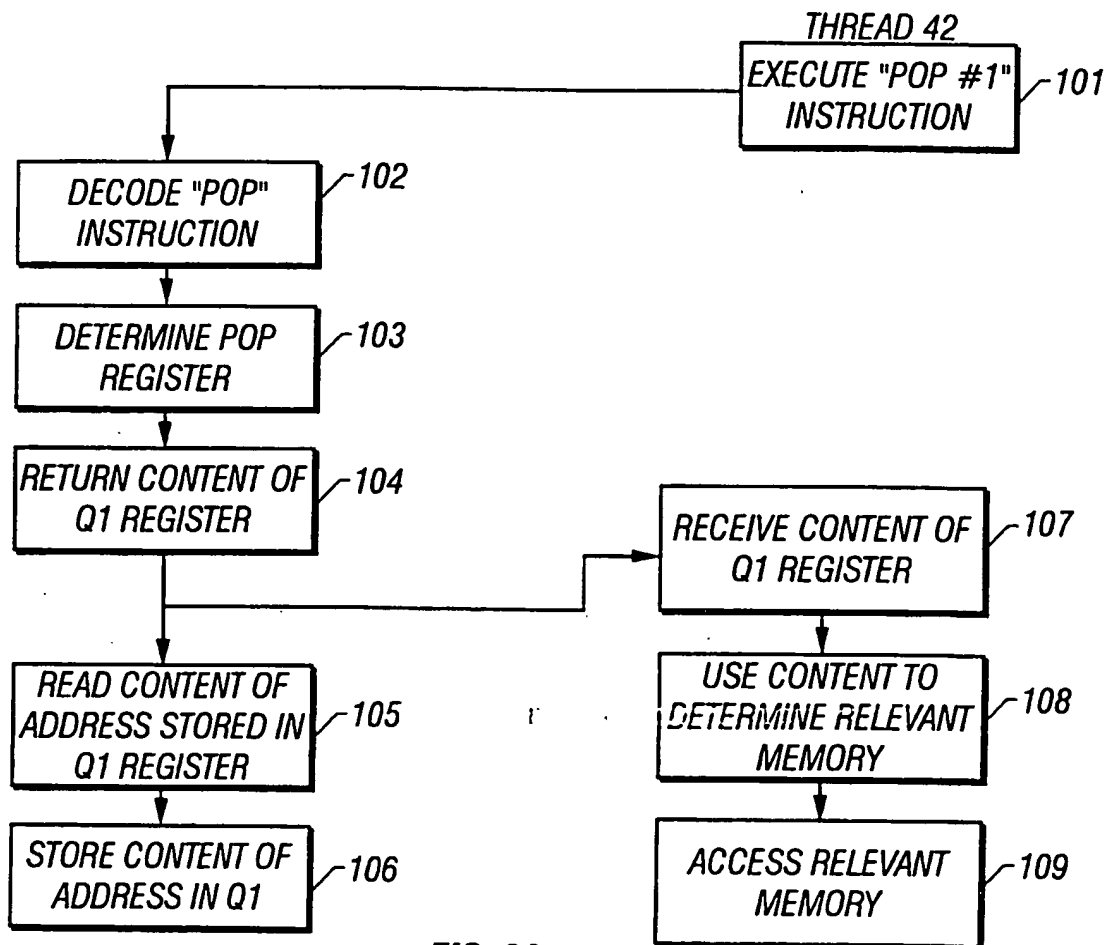 THREAD 42
EXECUTE "POP #1"
INSTRUCTION
101
DECODE "POP"
INSTRUCTION
102
DETERMINE POP
REGISTER
103
RETURN CONTENT OF
Q1 REGISTER
104
RECEIVE CONTENT OF
Q1 REGISTER
107
READ CONTENT OF
ADDRESS STORED IN
Q1 REGISTER
105
USE CONTENT TO
DETERMINE RELEVANT
MEMORY
108
STORE CONTENT OF
ADDRESS IN Q1
106
ACCESS RELEVANT
MEMORY
109